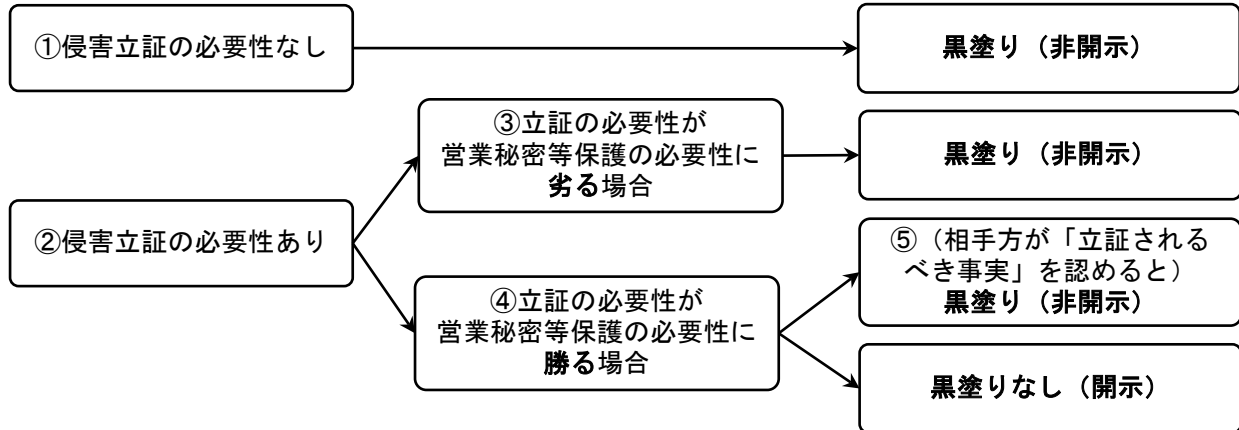 ①侵害立証の必要性なし
黒塗り（非開示）
②侵害立証の必要性あり
③立証の必要性が
営業秘密等保護の必要性に
劣る場合
黒塗り（非開示）
④立証の必要性が
営業秘密等保護の必要性に
勝る場合
⑤（相手方が「立証される
べき事実」を認めると）
黒塗り（非開示）
黒塗りなし（開示）